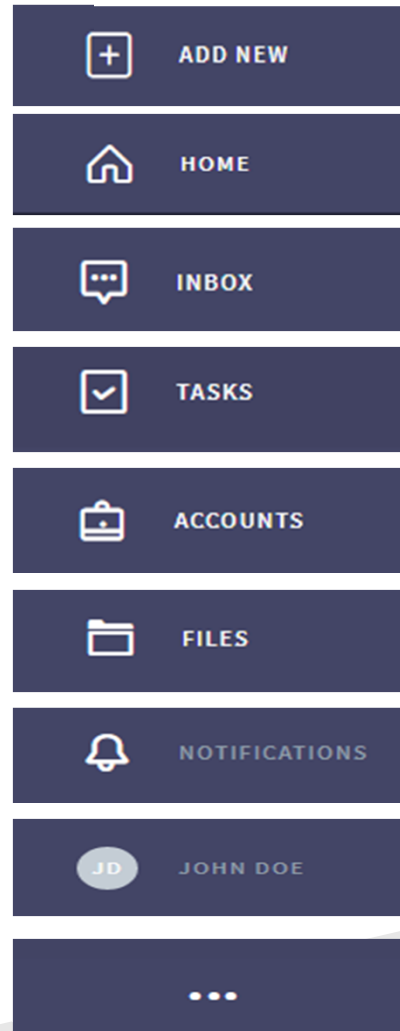 ADD NEW
HOME
INBOX
TASKS
ACCOUNTS
FILES
NOTIFICATIONS
JD JOHN DOE
...